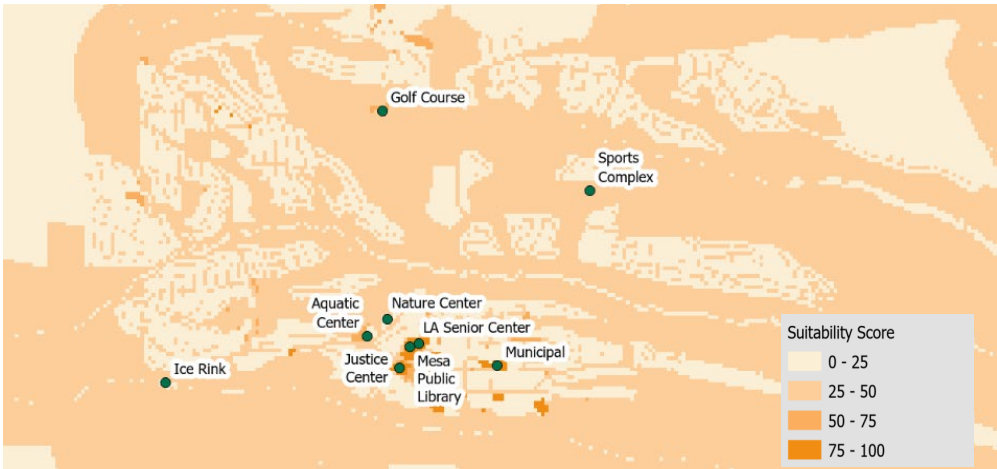 Golf Course
Sports
Complex
Aquatic
Center
Nature Center
LA Senior Center
Justice
Center
Mesa
Public
Library
Municipal
Ice Rink
Suitability Score
0 - 25
25 - 50
50 - 75
75 - 100